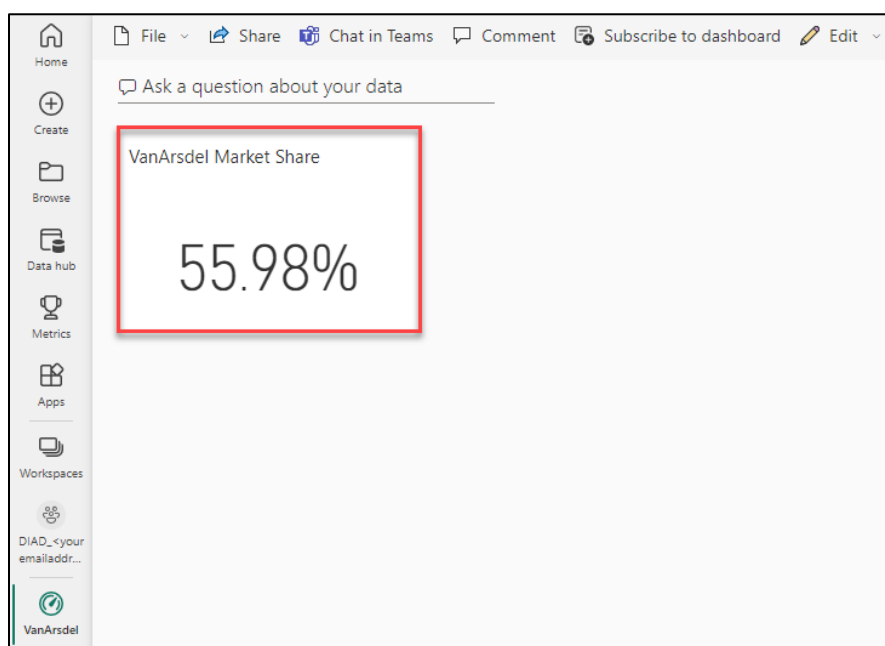 File
Share
Chat in Teams
Comment
Subscribe to dashboard
Edit
Home
Create
Browse
Data hub
Metrics
Apps
Workspaces
DIAD_<your
emailaddr...
VanArsdel
Ask a question about your data
VanArsdel Market Share
55.98%